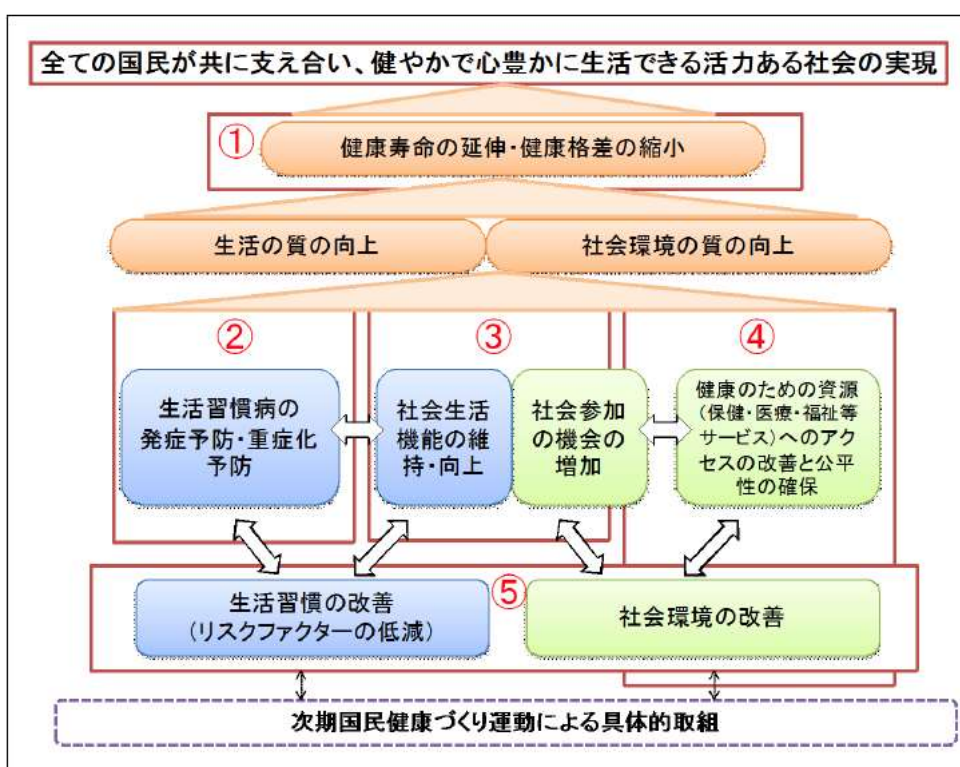 全ての国民が共に支え合い、健やかで心豊かに生活できる活力ある社会の実現
①
健康寿命の延伸・健康格差の縮小
生活の質の向上
社会環境の質の向上
②
③
④
生活習慣病の
発症予防・重症化
予防
社会生活
機能の維
持・向上
社会参加
の機会の
増加
健康のための資源
(保健・医療・福祉等
サービス)へのアク
セスの改善と公平
性の確保
⑤
生活習慣の改善
(リスクファクターの低減)
社会環境の改善
次期国民健康づくり運動による具体的取組